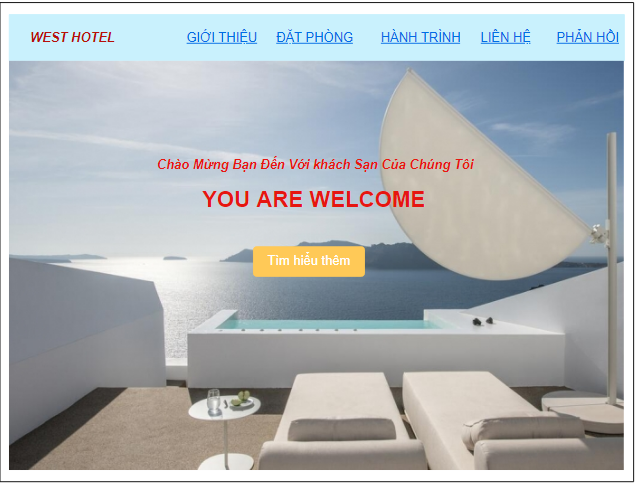 WEST HOTEL GIỚI THIỆU ĐẶT PHÒNG HÀNH TRÌNH LIÊN HỆ PHẢN HỒI
Chào Mừng Bạn Đến Với khách Sạn Của Chúng Tôi
YOU ARE WELCOME
Tìm hiểu thêm